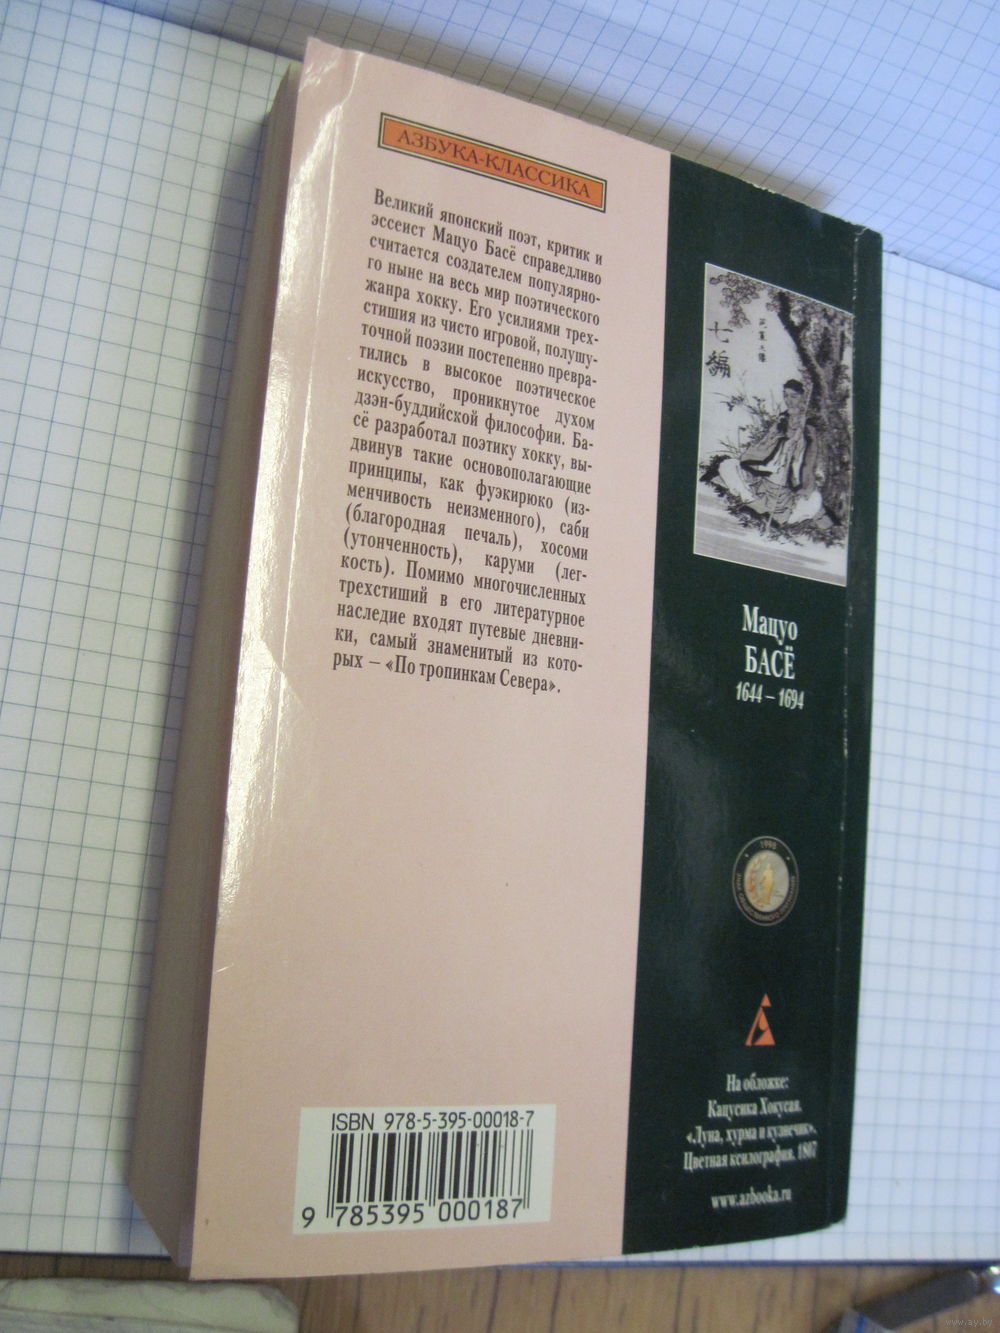 АЗБУКА-КЛАССИКА
Великий японский поэт, критик и
эссеист Мацуо Басё справедливо
считается создателем популярно-
го ныне на весь мир поэтического
жанра хокку. Его усилиями трех-
стишия из чисто игровой, полушу-
точной поэзии постепенно превра-
тились в высокое поэтическое
искусство, проникнутое духом
дзэн-буддийской философии. Ба-
сё разработал поэтику хокку, вы-
двинув такие основополагающие
принципы, как фуэкирюко (из-
менчивость неизменного), саби
(благородная печаль), хосоми
(утонченность), каруми (лег-
кость). Помимо многочисленных
трехстиший в его литературное
наследие входят путевые дневни-
ки, самый знаменитый из кото-
рых – «По тропинкам Севера».
ISBN 978-5-395-00018-7
9 785395 000187
七
Мацуо
БАСЁ
1644 – 1694
1998
На обложке:
Кацусика Хокусая.
«Луна, хурма и кузнечик».
Цветная ксилография. 1807
www.azbooka.ru
www.ay.by